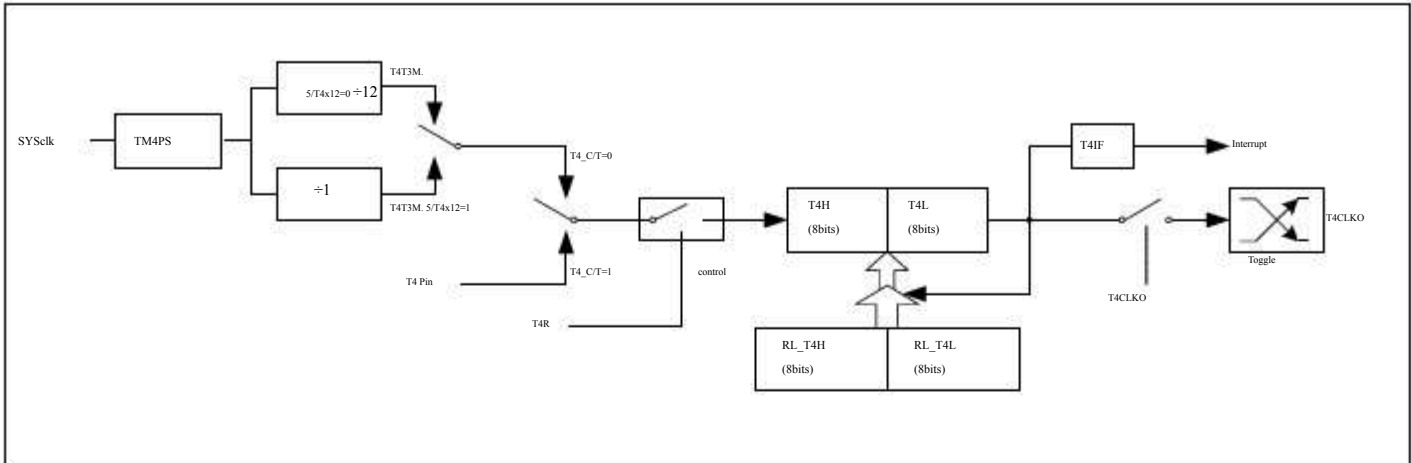 T4T3M.
5/T4x12=0 ÷12
SYSclk
TM4PS
÷1
T4T3M. 5/T4x12=1
T4_C/T=0
T4_C/T=1
T4 Pin
T4R
control
T4H
(8bits)
T4L
(8bits)
RL_T4H
(8bits)
RL_T4L
(8bits)
T4IF
Interrupt
T4CLKO
T4CLKO
Toggle